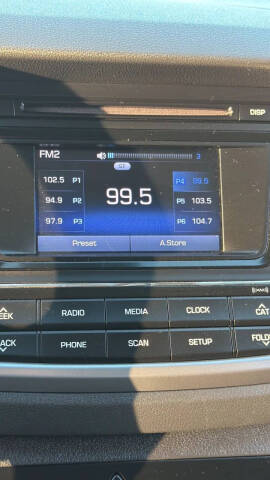 DISP
FM2 3
ST
102.5 P1 P4 99.5
94.9 P2 99.5 P5 103.5
97.9 P3 P6 104.7
Preset A.Store
EEK RADIO MEDIA CLOCK CAT
ACK PHONE SCAN SETUP FOLD